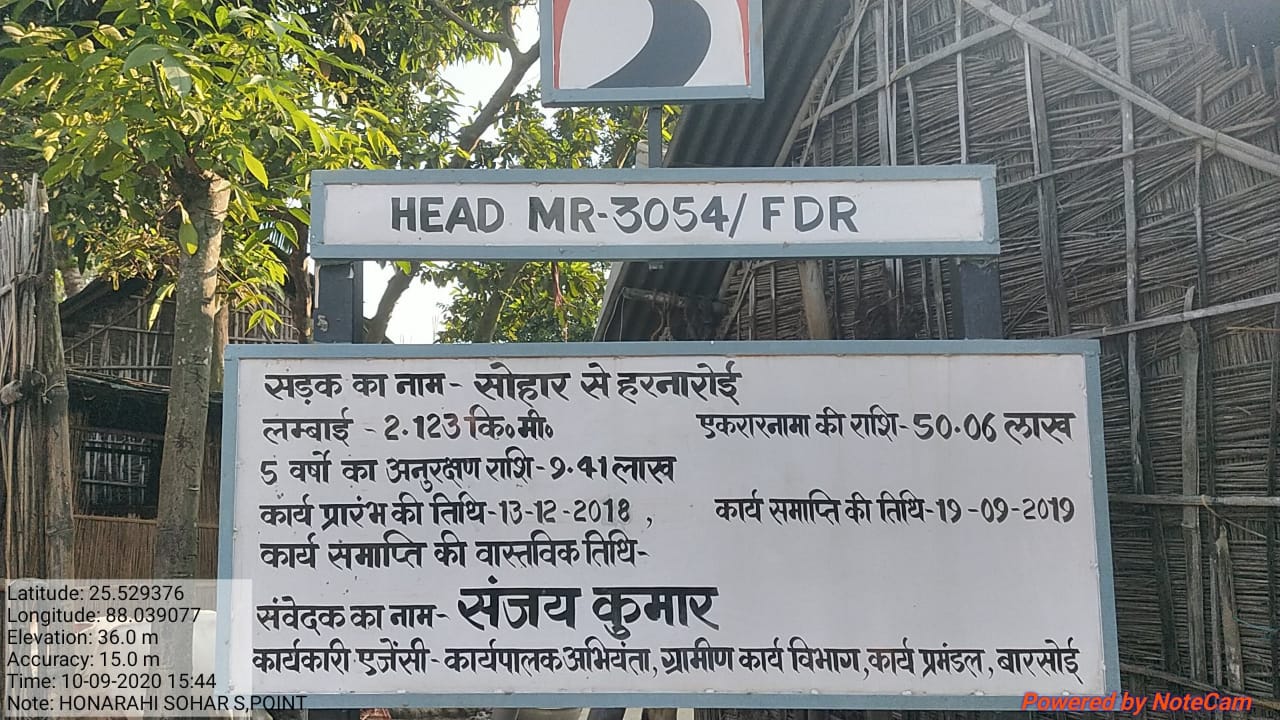 HEAD MR-3054/ FDR
सड़क का नाम - सोहार से हरनारोई
लम्बाई - 2.123 कि॰मी॰ एकरारनामा की राशि - 50.06 लाख
5 वर्षो का अनुरक्षण राशि - 9.41 लाख
कार्य प्रारंभ की तिथि - 13-12-2018 , कार्य समाप्ति की तिथि - 19-09-2019
कार्य समाप्ति की वास्तविक तिथि-
संवेदक का नाम - संजय कुमार
कार्यकारी एजेंसी - कार्यपालक अभियंता, ग्रामीण कार्य विभाग, कार्य प्रमंडल, बारसोई
Latitude: 25.529376
Longitude: 88.039077
Elevation: 36.0 m
Accuracy: 15.0 m
Time: 10-09-2020 15:44
Note: HONARAHI SOHAR S,POINT
Powered by NoteCam